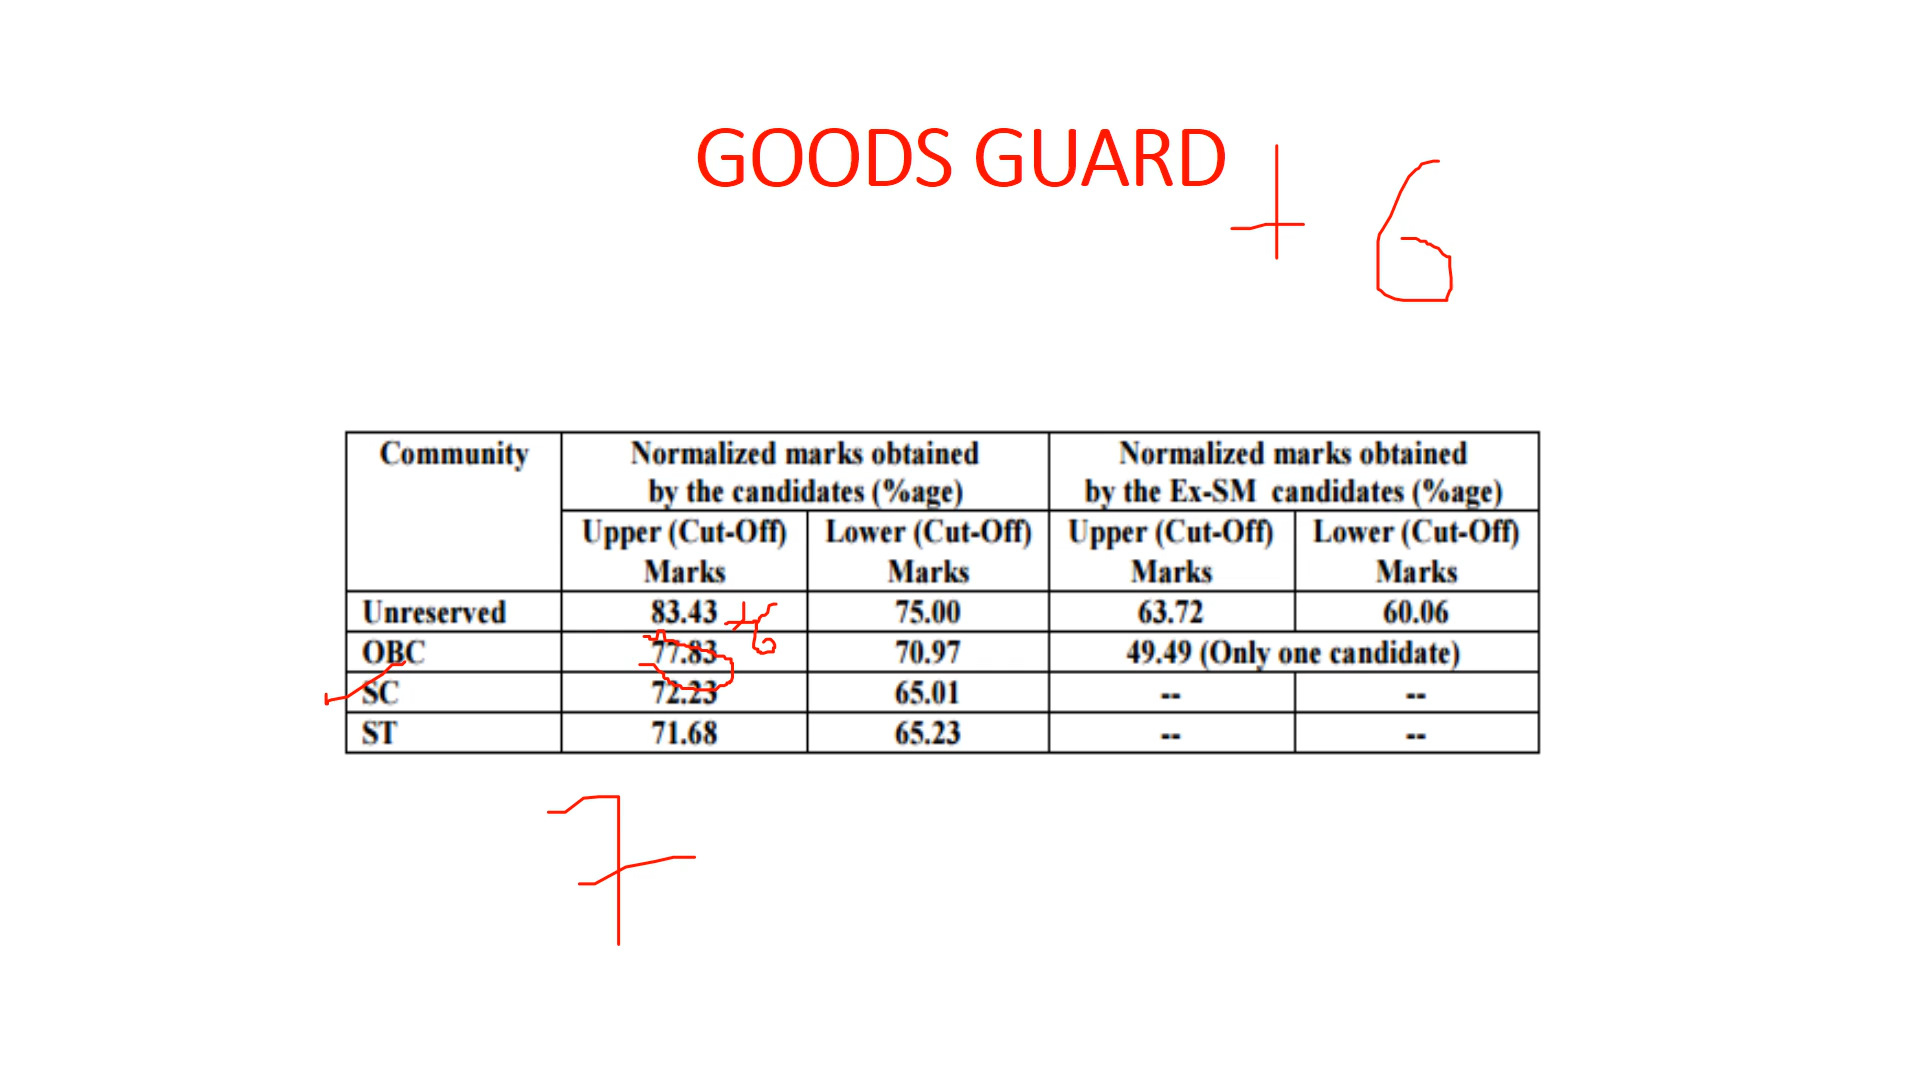 GOODS GUARD
+ 6
Community Normalized marks obtained by the candidates (%age) Normalized marks obtained by the Ex-SM candidates (%age)
Upper (Cut-Off) Marks Lower (Cut-Off) Marks Upper (Cut-Off) Marks Lower (Cut-Off) Marks
Unreserved 83.43 +6 75.00 63.72 60.06
OBC 77.83 70.97 49.49 (Only one candidate)
SC 72.23 65.01 -- --
ST 71.68 65.23 -- --
7